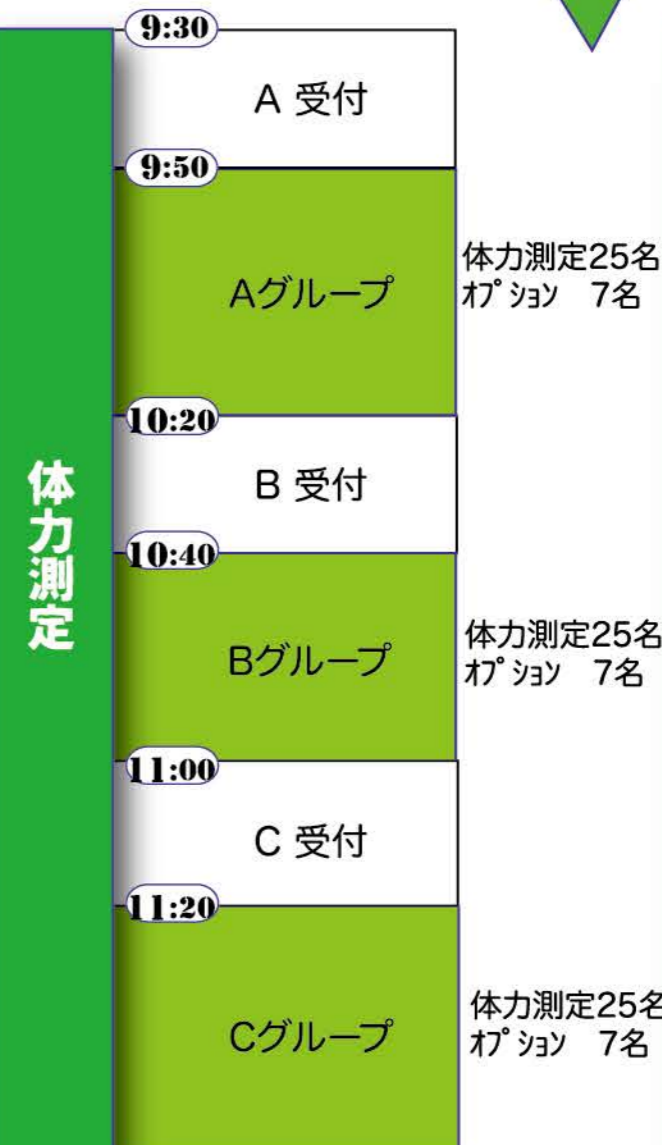 体力測定
9:30
A 受付
9:50
Aグループ
体力測定25名
ｵﾌﾟｼｮﾝ　7名
10:20
B 受付
10:40
Bグループ
体力測定25名
ｵﾌﾟｼｮﾝ　7名
11:00
C 受付
11:20
Cグループ
体力測定25名
ｵﾌﾟｼｮﾝ　7名